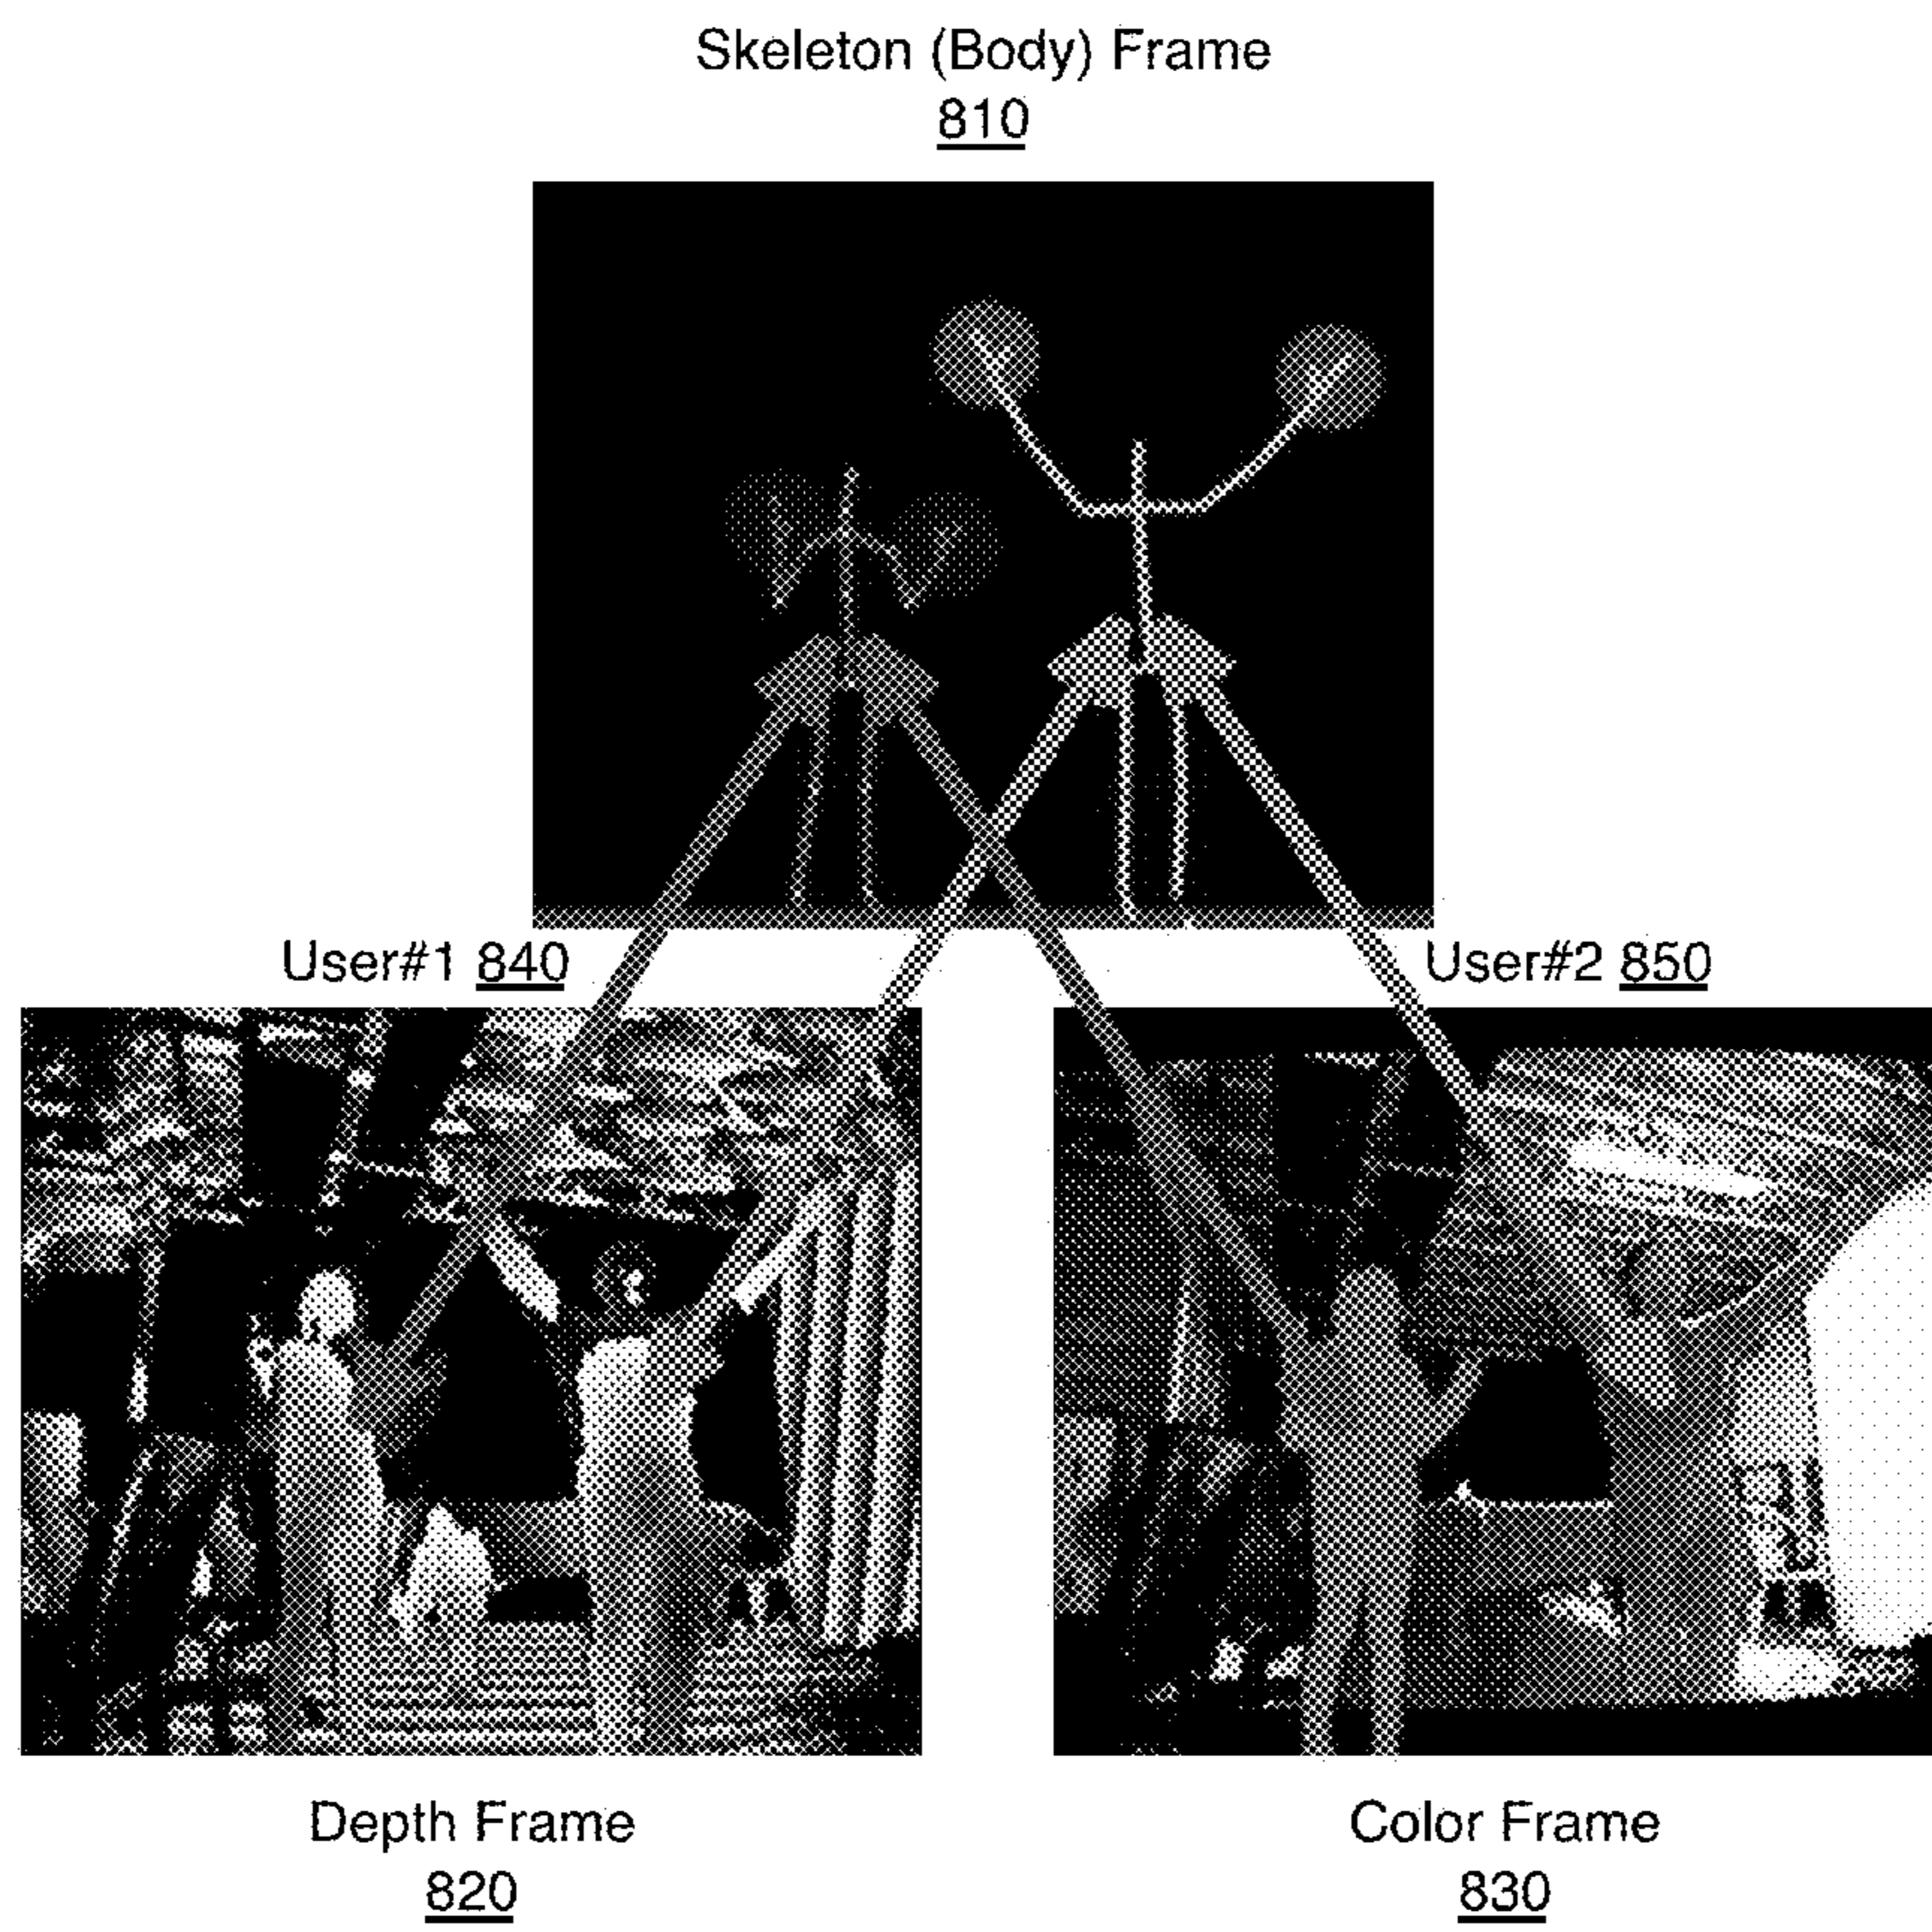 Skeleton (Body) Frame
810
User#1 840
User#2 850
Depth Frame
820
Color Frame
830